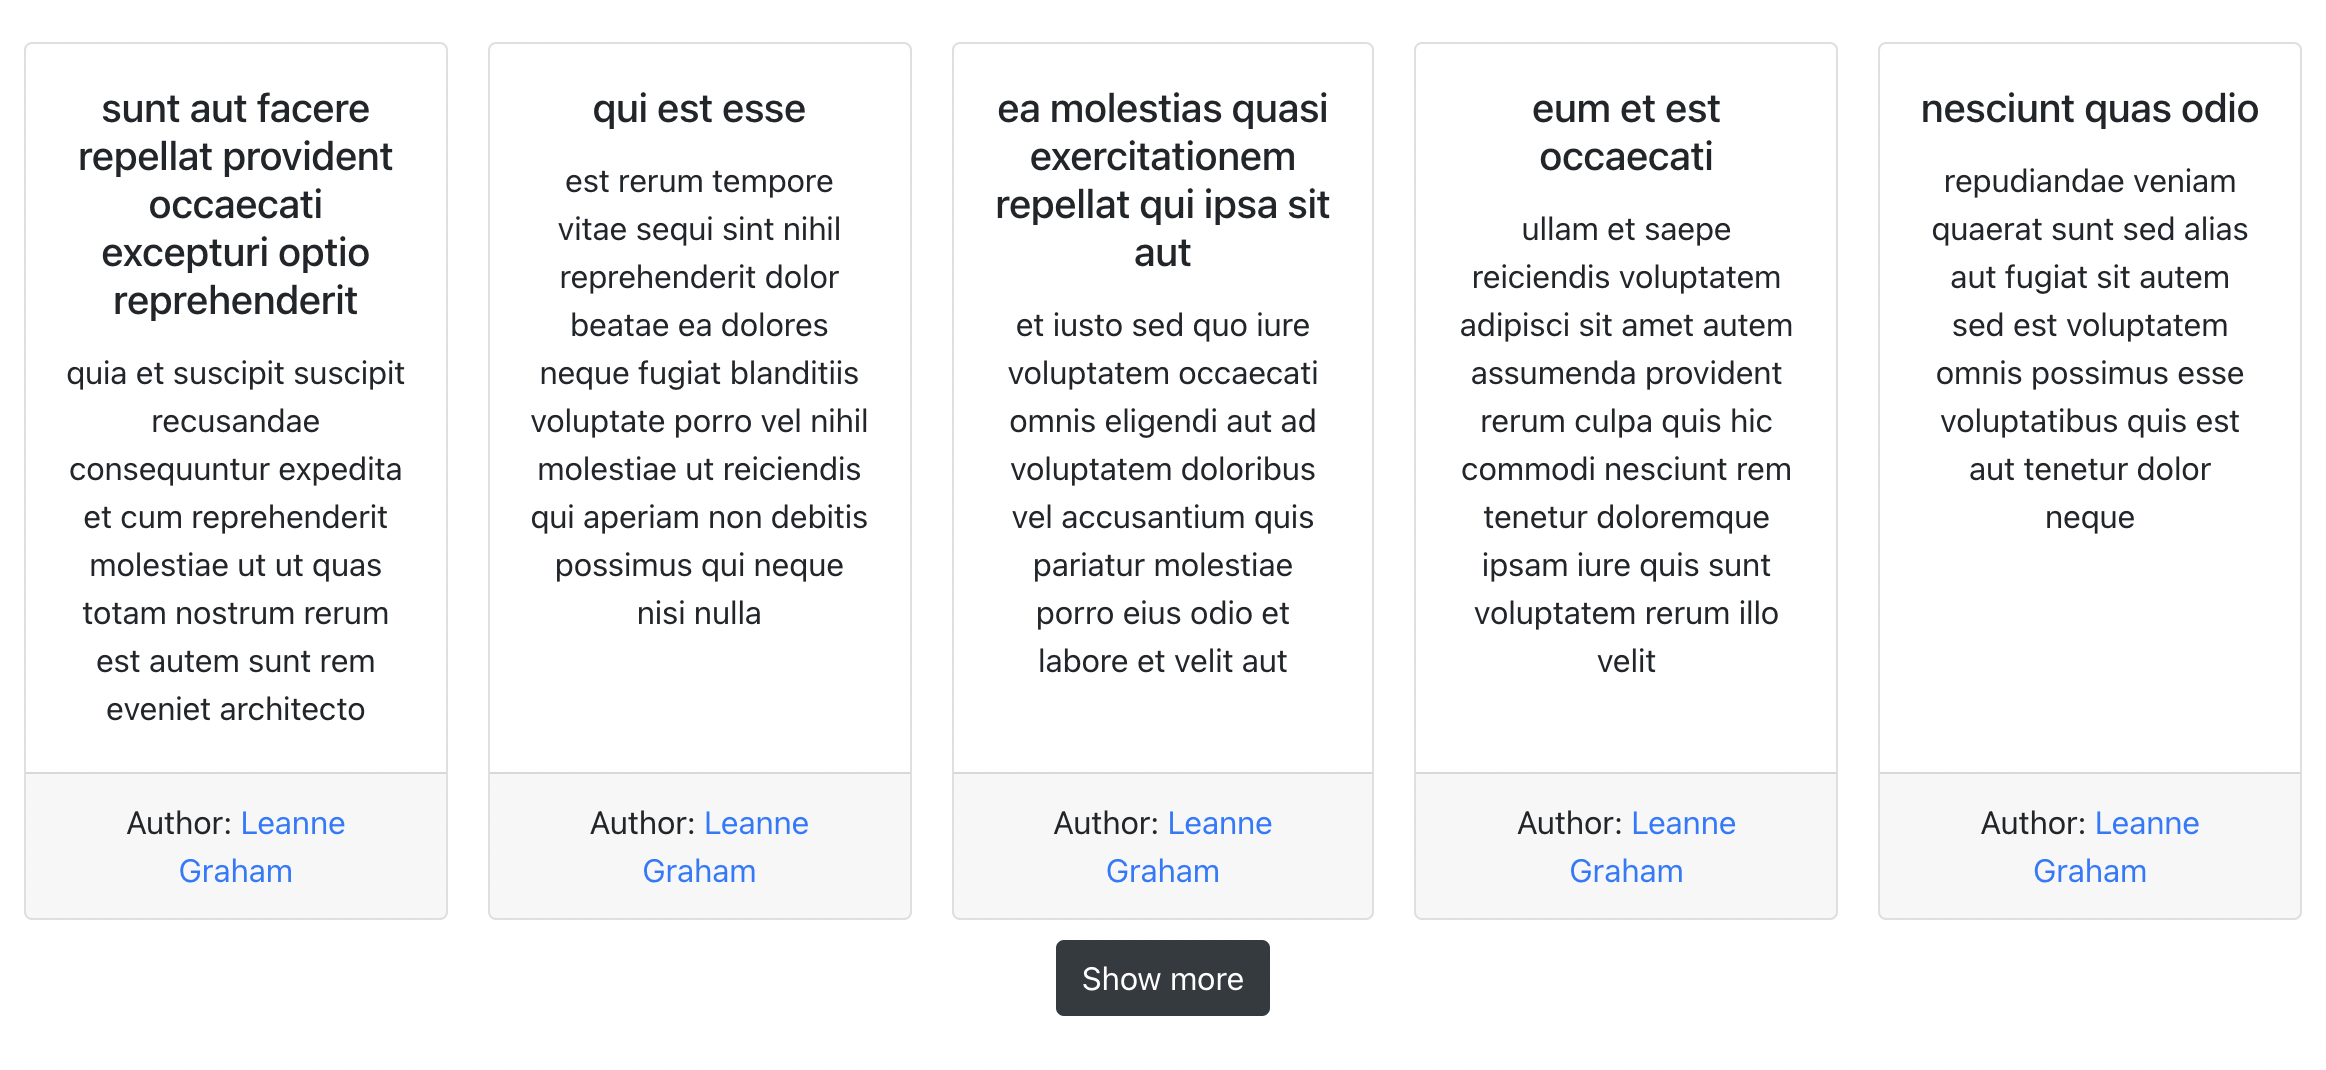 sunt aut facere
repellat provident
occaecati
excepturi optio
reprehenderit
quia et suscipit suscipit
recusandae
consequuntur expedita
et cum reprehenderit
molestiae ut ut quas
totam nostrum rerum
est autem sunt rem
eveniet architecto
Author: Leanne
Graham
qui est esse
est rerum tempore
vitae sequi sint nihil
reprehenderit dolor
beatae ea dolores
neque fugiat blanditiis
voluptate porro vel nihil
molestiae ut reiciendis
qui aperiam non debitis
possimus qui neque
nisi nulla
Author: Leanne
Graham
ea molestias quasi
exercitationem
repellat qui ipsa sit
aut
et iusto sed quo iure
voluptatem occaecati
omnis eligendi aut ad
voluptatem doloribus
vel accusantium quis
pariatur molestiae
porro eius odio et
labore et velit aut
Author: Leanne
Graham
eum et est
occaecati
ullam et saepe
reiciendis voluptatem
adipisci sit amet autem
assumenda provident
rerum culpa quis hic
commodi nesciunt rem
tenetur doloremque
ipsam iure quis sunt
voluptatem rerum illo
velit
Author: Leanne
Graham
nesciunt quas odio
repudiandae veniam
quaerat sunt sed alias
aut fugiat sit autem
sed est voluptatem
omnis possimus esse
voluptatibus quis est
aut tenetur dolor
neque
Author: Leanne
Graham
Show more